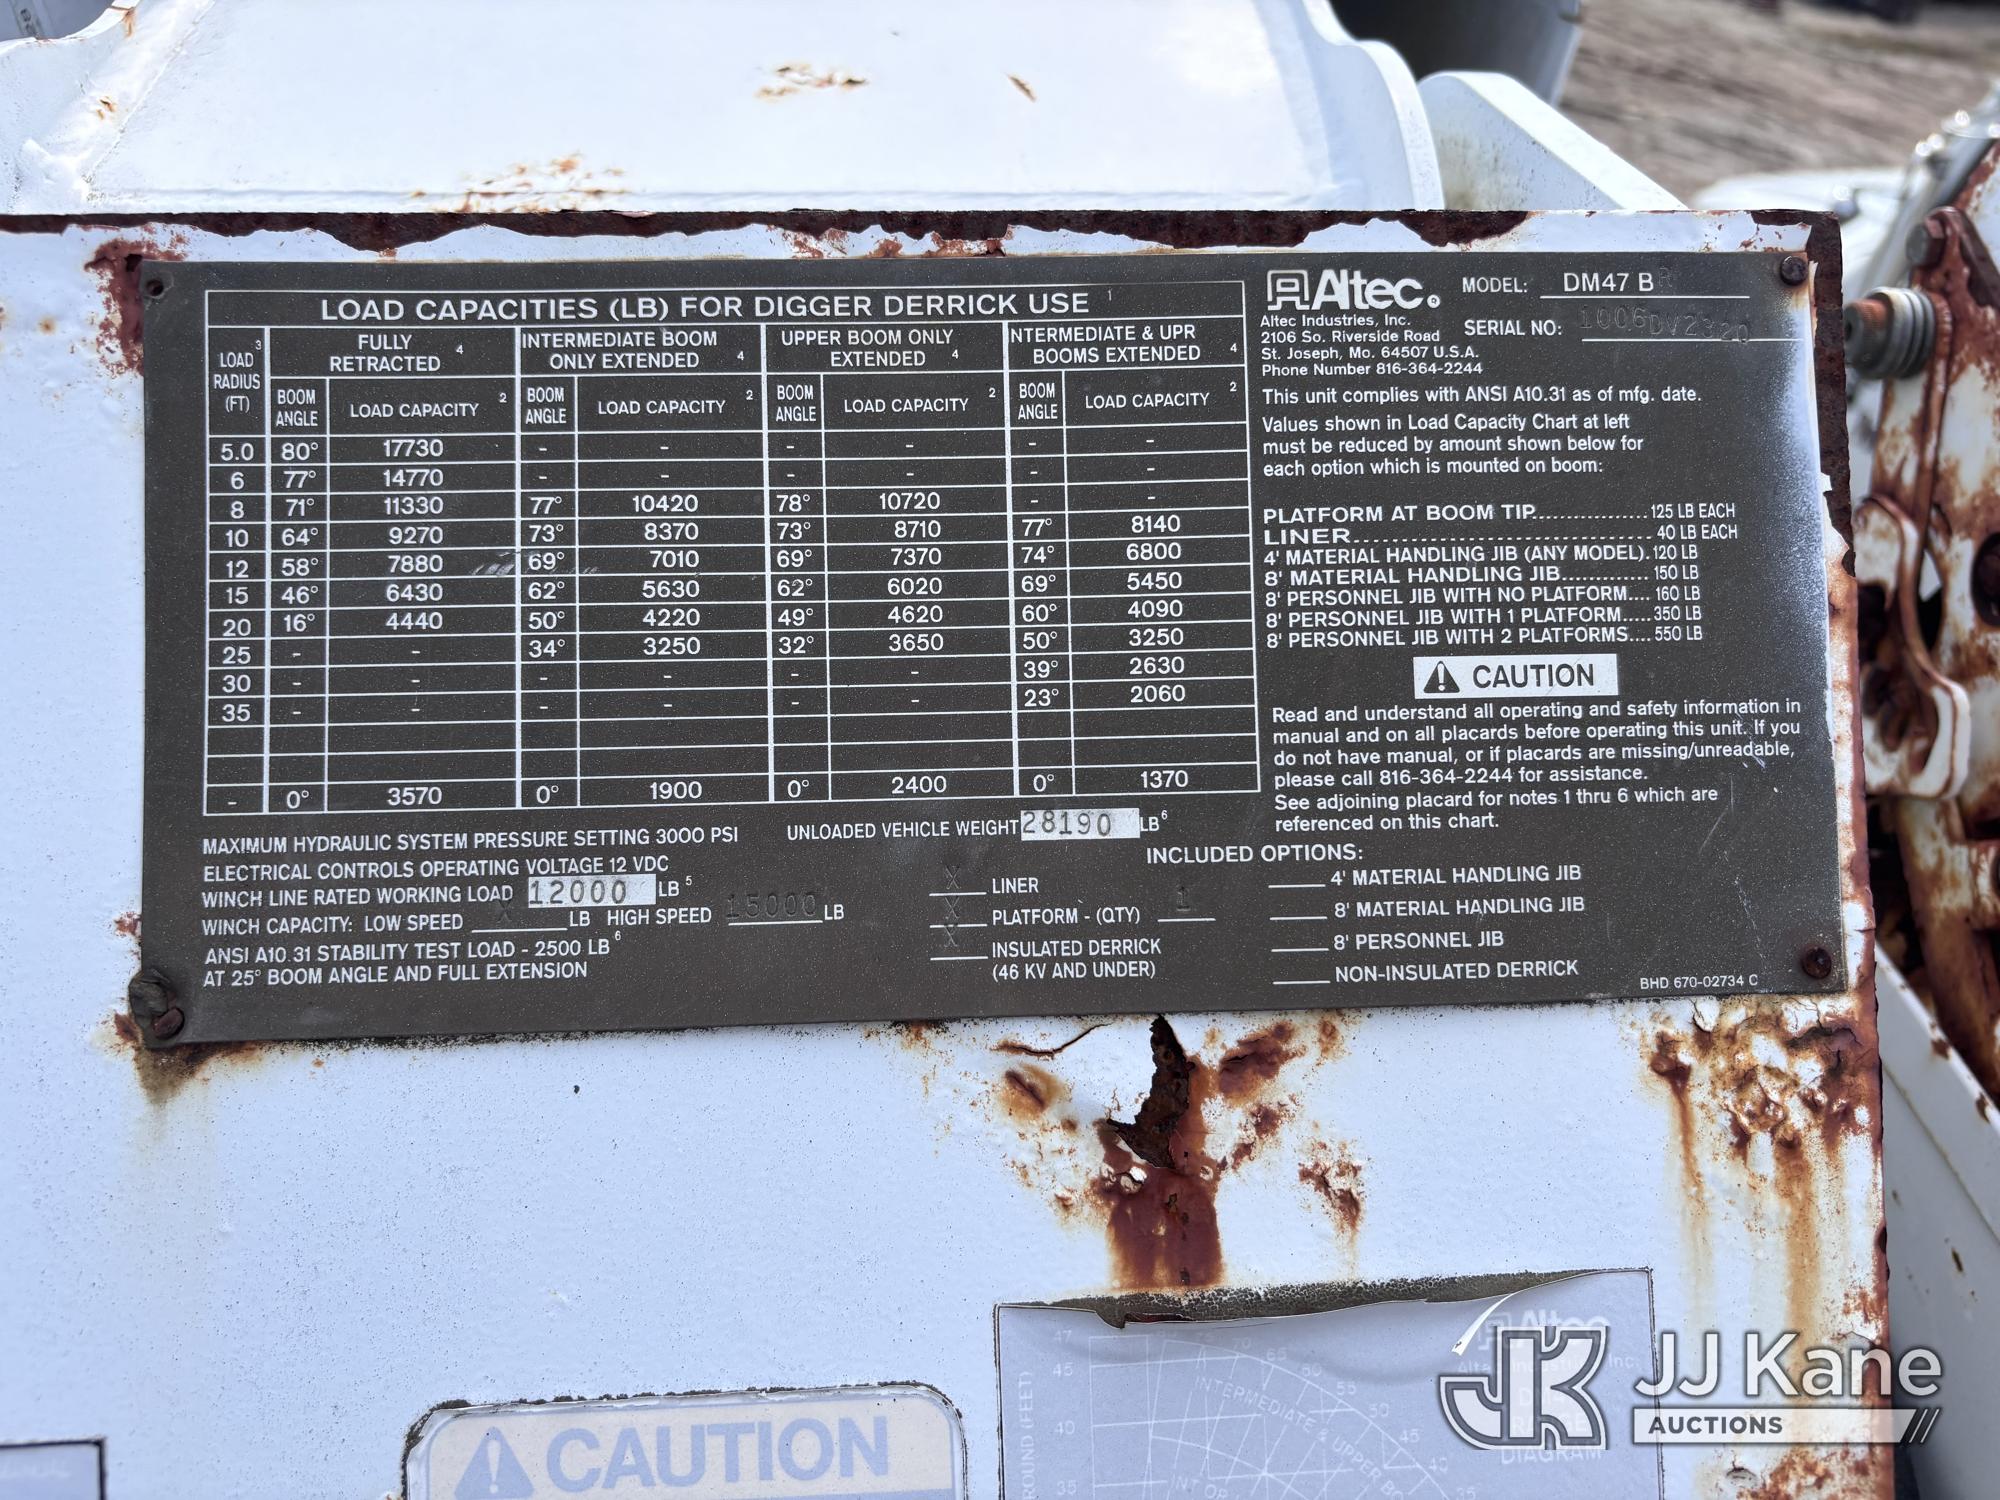 LOAD CAPACITIES (LB) FOR DIGGER DERRICK USE 1
LOAD RADIUS (FT) 3 | FULLY RETRACTED 4 | INTERMEDIATE BOOM ONLY EXTENDED 4 | UPPER BOOM ONLY EXTENDED 4 | NTERMEDIATE & UPR BOOMS EXTENDED 4
BOOM ANGLE | LOAD CAPACITY 2 | BOOM ANGLE | LOAD CAPACITY 2 | BOOM ANGLE | LOAD CAPACITY 2 | BOOM ANGLE | LOAD CAPACITY 2
5.0 80° 17730 - - - - - -
6 77° 14770 - - - - - -
8 71° 11330 77° 10420 78° 10720 - -
10 64° 9270 73° 8370 73° 8710 77° 8140
12 58° 7880 69° 7010 69° 7370 74° 6800
15 46° 6430 62° 5630 62° 6020 69° 5450
20 16° 4440 50° 4220 49° 4620 60° 4090
25 - - 34° 3250 32° 3650 50° 3250
30 - - - - - - 39° 2630
35 - - - - - - 23° 2060
- 0° 3570 0° 1900 0° 2400 0° 1370
MAXIMUM HYDRAULIC SYSTEM PRESSURE SETTING 3000 PSI
ELECTRICAL CONTROLS OPERATING VOLTAGE 12 VDC
WINCH LINE RATED WORKING LOAD 12000 LB 5
WINCH CAPACITY: LOW SPEED X LB HIGH SPEED 15000 LB
ANSI A10.31 STABILITY TEST LOAD - 2500 LB 6
AT 25° BOOM ANGLE AND FULL EXTENSION
UNLOADED VEHICLE WEIGHT 28190 LB 6
INCLUDED OPTIONS:
X LINER
X PLATFORM - (QTY) 1
X INSULATED DERRICK
(46 KV AND UNDER)
4' MATERIAL HANDLING JIB
8' MATERIAL HANDLING JIB
8' PERSONNEL JIB
NON-INSULATED DERRICK
BHD 670-02734 C
Altec®
Altec Industries, Inc.
2106 So. Riverside Road
St. Joseph, Mo. 64507 U.S.A.
Phone Number 816-364-2244
MODEL: DM47 BR
SERIAL NO: 1006DV2320
This unit complies with ANSI A10.31 as of mfg. date.
Values shown in Load Capacity Chart at left
must be reduced by amount shown below for
each option which is mounted on boom:
PLATFORM AT BOOM TIP................125 LB EACH
LINER................................ 40 LB EACH
4' MATERIAL HANDLING JIB (ANY MODEL). 120 LB
8' MATERIAL HANDLING JIB............ 150 LB
8' PERSONNEL JIB WITH NO PLATFORM.... 160 LB
8' PERSONNEL JIB WITH 1 PLATFORM.....350 LB
8' PERSONNEL JIB WITH 2 PLATFORMS....550 LB
CAUTION
Read and understand all operating and safety information in
manual and on all placards before operating this unit. If you
do not have manual, or if placards are missing/unreadable,
please call 816-364-2244 for assistance.
See adjoining placard for notes 1 thru 6 which are
referenced on this chart.
CAUTION
47
45
40
35
70 65 60 55 50 45 40 35
INTERMEDIATE & UPPER
Altec
DIAGRAM
JK JJ Kane
AUCTIONS